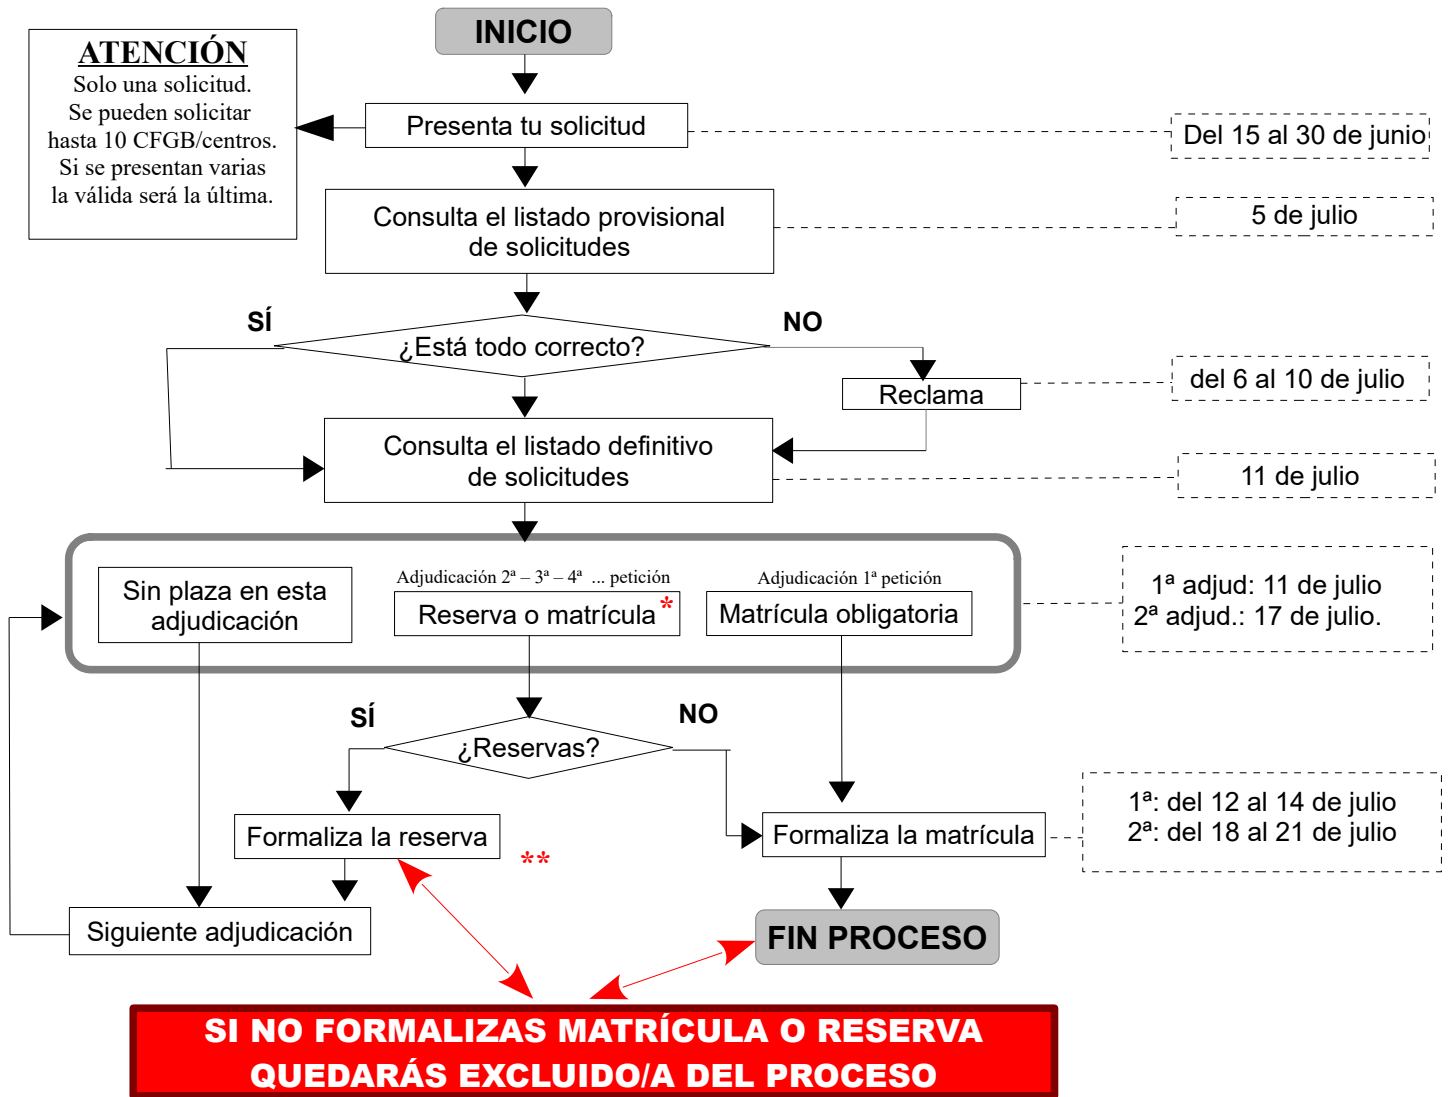 INICIO
ATENCIÓN
Solo una solicitud.
Se pueden solicitar
hasta 10 CFGB/centros.
Si se presentan varias
la válida será la última.
Presenta tu solicitud
Del 15 al 30 de junio
Consulta el listado provisional
de solicitudes
5 de julio
SÍ
NO
¿Está todo correcto?
Reclama
del 6 al 10 de julio
Consulta el listado definitivo
de solicitudes
11 de julio
Sin plaza en esta
adjudicación
Adjudicación 2ª – 3ª – 4ª ... petición
Reserva o matrícula *
Adjudicación 1ª petición
Matrícula obligatoria
1ª adjud: 11 de julio
2ª adjud.: 17 de julio.
SÍ
NO
¿Reservas?
Formaliza la reserva
**
Formaliza la matrícula
1ª: del 12 al 14 de julio
2ª: del 18 al 21 de julio
Siguiente adjudicación
FIN PROCESO
SI NO FORMALIZAS MATRÍCULA O RESERVA
QUEDARÁS EXCLUIDO/A DEL PROCESO